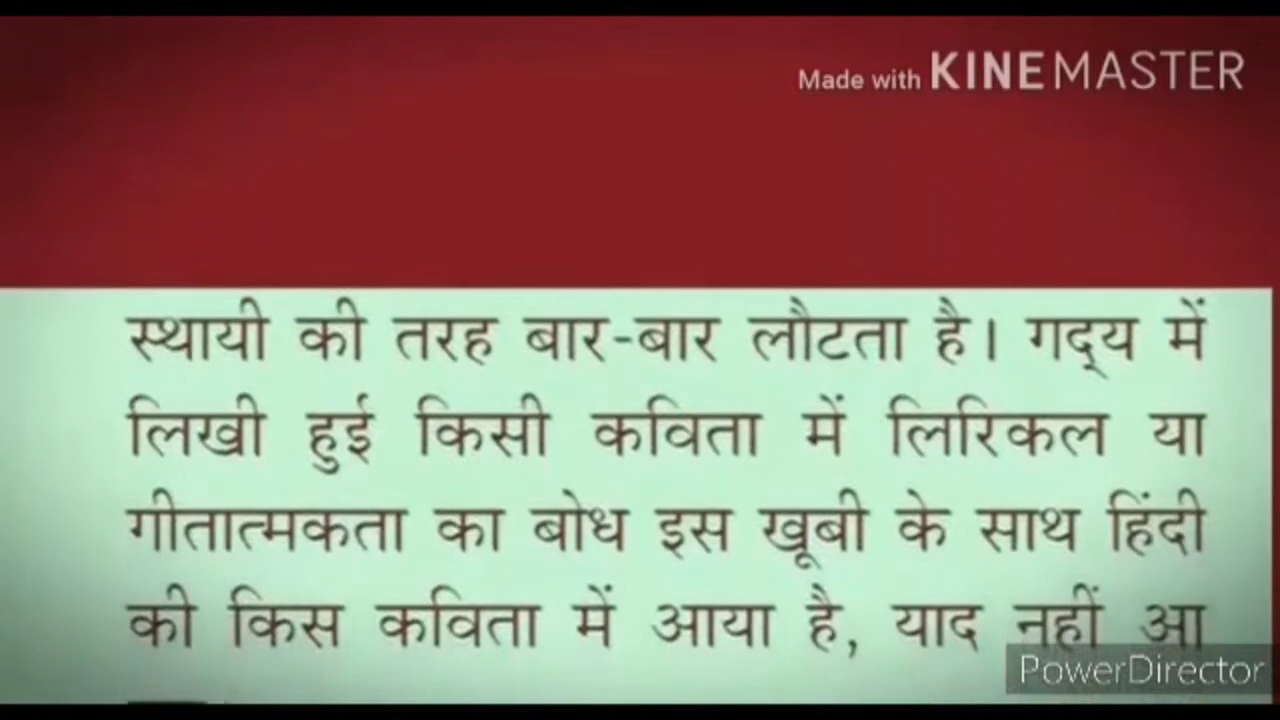 Made with KINEMASTER
स्थायी की तरह बार-बार लौटता है। गद्य में
लिखी हुई किसी कविता में लिरिकल या
गीतात्मकता का बोध इस खूबी के साथ हिंदी
की किस कविता में आया है, याद नहीं आ
PowerDirector